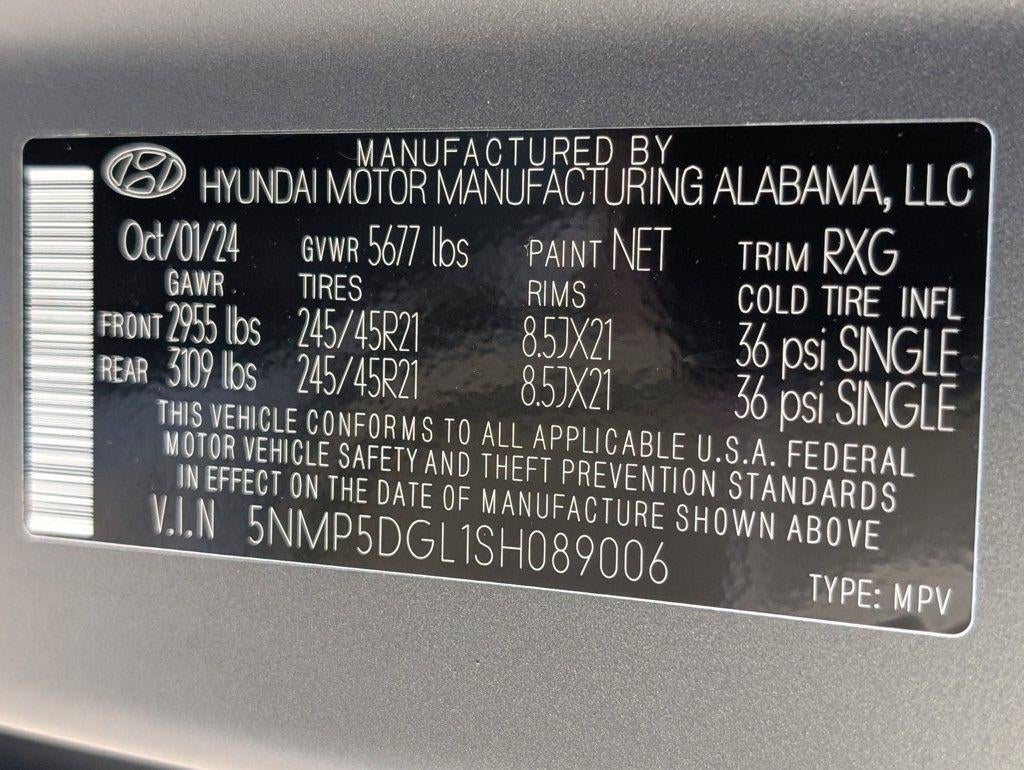 MANUFACTURED BY
HYUNDAI MOTOR MANUFACTURING ALABAMA, LLC
Oct/01/24 GVWR 5677 lbs PAINT NET TRIM RXG
GAWR TIRES RIMS COLD TIRE INFL
FRONT 2955 lbs 245/45R21 8.5JX21 36 psi SINGLE
REAR 3109 lbs 245/45R21 8.5JX21 36 psi SINGLE
THIS VEHICLE CONFORMS TO ALL APPLICABLE U.S.A. FEDERAL
MOTOR VEHICLE SAFETY AND THEFT PREVENTION STANDARDS
IN EFFECT ON THE DATE OF MANUFACTURE SHOWN ABOVE
V.I.N 5NMP5DGL1SH089006
TYPE: MPV